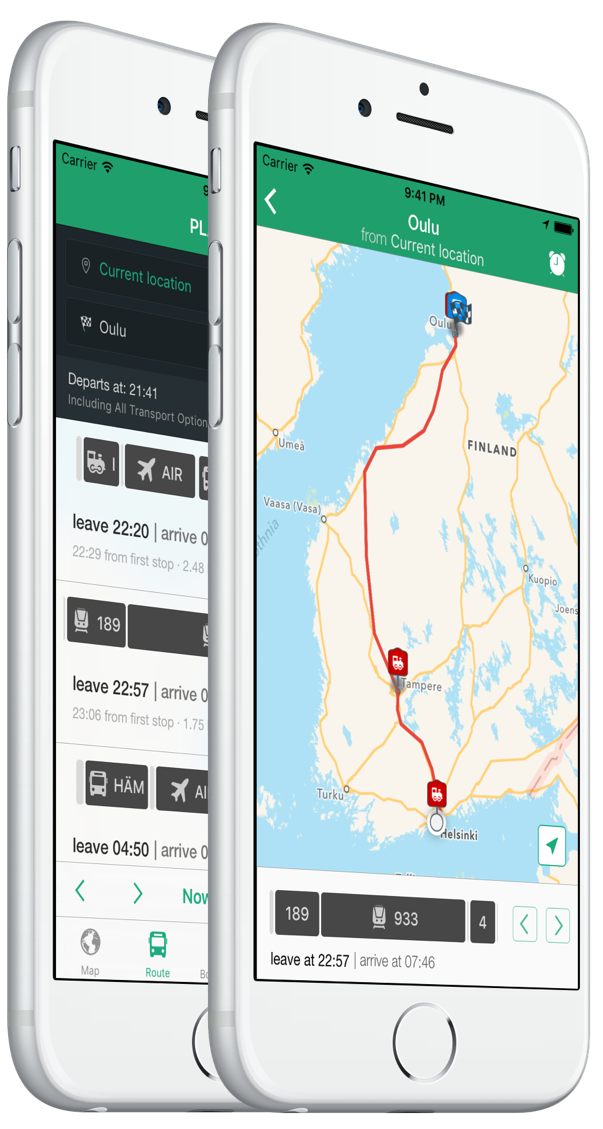 Carrier
9
PL
Current location
Oulu
Departs at: 21:41
Including All Transport Option
AIR
leave 22:20 | arrive 0
22:29 from first stop · 2.48
189
leave 22:57 | arrive 0
23:06 from first stop · 1.75
HÄM
AI
leave 04:50 | arrive 0
Now
Map
Route
Bo
Carrier
9:41 PM
Oulu
from Current location
Oulu
Umeå
FINLAND
Vaasa (Vasa)
thnia
Kuopio
Joens
Tampere
Turku
Helsinki
189
933
4
leave at 22:57 | arrive at 07:46